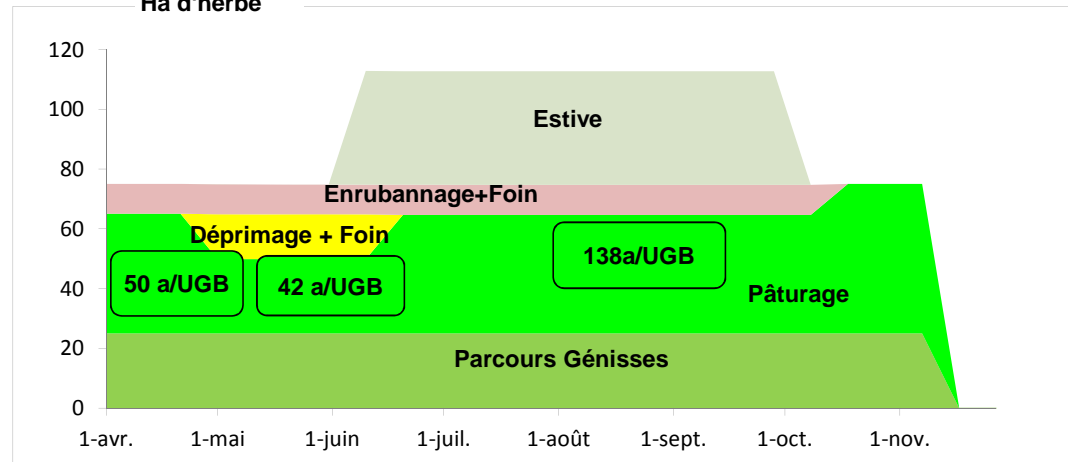 Ha d'herbe
120
100
80
60
40
20
0
Estive
Enrubannage+Foin
Déprimage + Foin
50 a/UGB
42 a/UGB
138a/UGB
Pâturage
Parcours Génisses
1-avr.
1-mai
1-juin
1-juil.
1-août
1-sept.
1-oct.
1-nov.